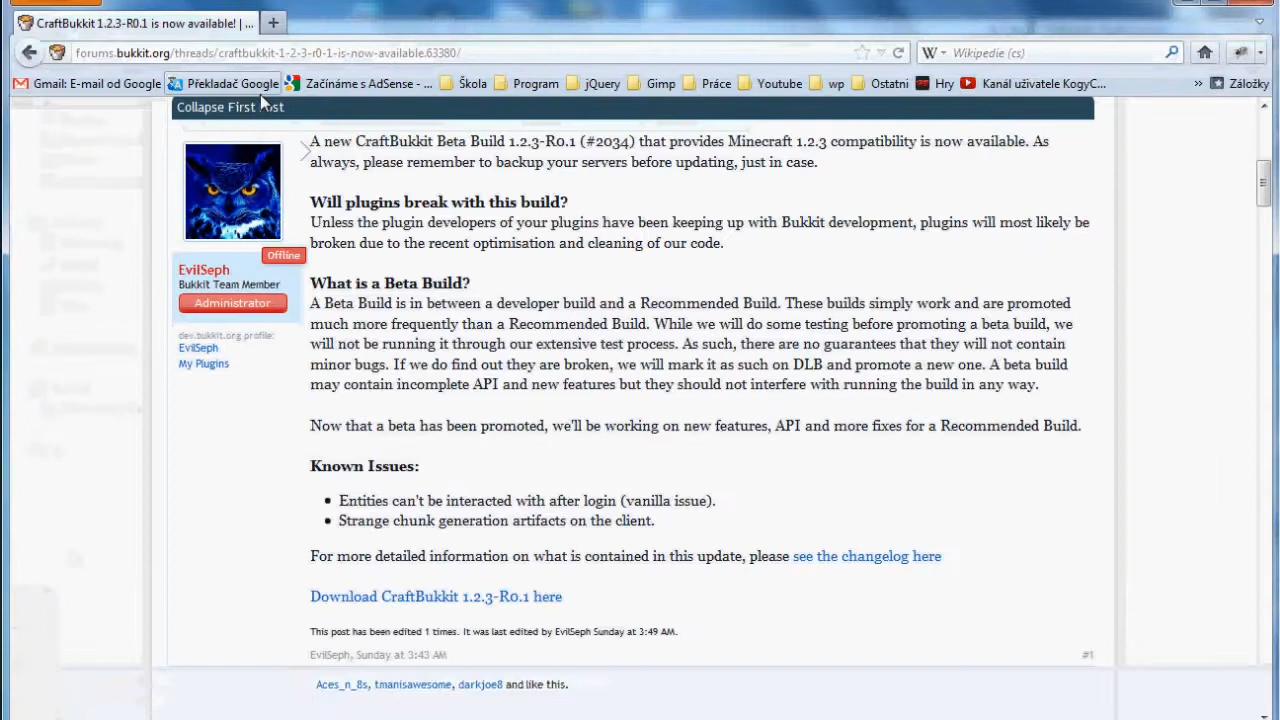 CraftBukkit 1.2.3-R0.1 is now available! | ...
forums.bukkit.org/threads/craftbukkit-1-2-3-r0-1-is-now-available.63380/
Wikipedie (cs)
Gmail: E-mail od Google Překladač Google Začínáme s AdSense - ... Škola Program jQuery Gimp Práce Youtube wp Ostatni Hry Kanál uživatele KogyC... » Záložky
Collapse First Post
A new CraftBukkit Beta Build 1.2.3-R0.1 (#2034) that provides Minecraft 1.2.3 compatibility is now available. As
always, please remember to backup your servers before updating, just in case.
Will plugins break with this build?
Unless the plugin developers of your plugins have been keeping up with Bukkit development, plugins will most likely be
broken due to the recent optimisation and cleaning of our code.
Offline
EvilSeph
Bukkit Team Member
Administrator
dev.bukkit.org profile:
EvilSeph
My Plugins
What is a Beta Build?
A Beta Build is in between a developer build and a Recommended Build. These builds simply work and are promoted
much more frequently than a Recommended Build. While we will do some testing before promoting a beta build, we
will not be running it through our extensive test process. As such, there are no guarantees that they will not contain
minor bugs. If we do find out they are broken, we will mark it as such on DLB and promote a new one. A beta build
may contain incomplete API and new features but they should not interfere with running the build in any way.
Now that a beta has been promoted, we'll be working on new features, API and more fixes for a Recommended Build.
Known Issues:
• Entities can't be interacted with after login (vanilla issue).
• Strange chunk generation artifacts on the client.
For more detailed information on what is contained in this update, please see the changelog here
Download CraftBukkit 1.2.3-R0.1 here
This post has been edited 1 times. It was last edited by EvilSeph Sunday at 3:49 AM.
EvilSeph, Sunday at 3:43 AM #1
Aces_n_8s, tmanisawesome, darkjoe8 and like this.